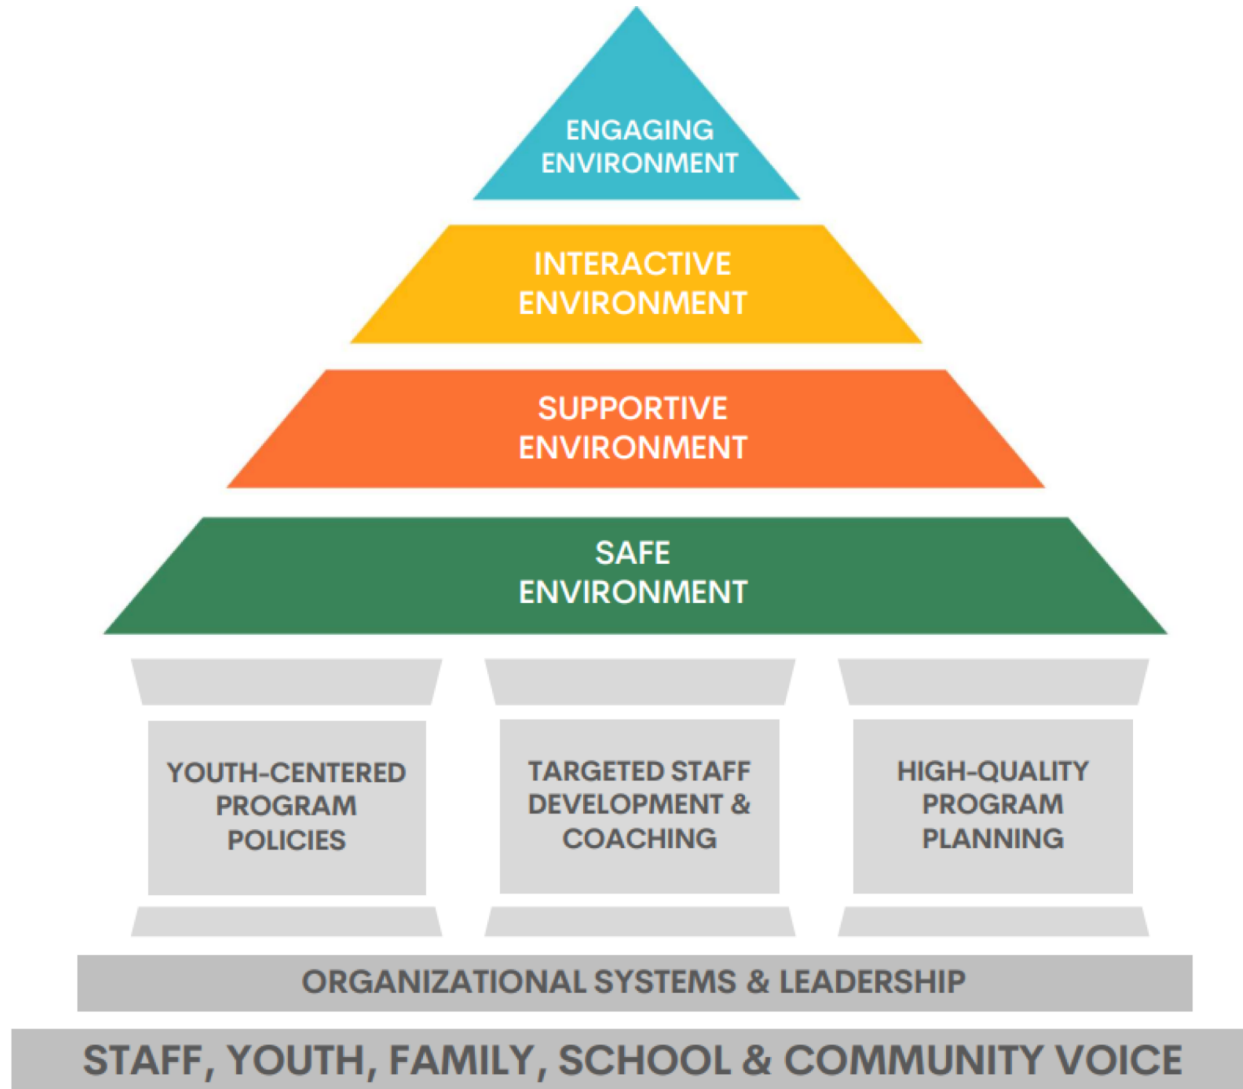 ENGAGING
ENVIRONMENT
INTERACTIVE
ENVIRONMENT
SUPPORTIVE
ENVIRONMENT
SAFE
ENVIRONMENT
YOUTH-CENTERED
PROGRAM
POLICIES
TARGETED STAFF
DEVELOPMENT &
COACHING
HIGH-QUALITY
PROGRAM
PLANNING
ORGANIZATIONAL SYSTEMS & LEADERSHIP
STAFF, YOUTH, FAMILY, SCHOOL & COMMUNITY VOICE